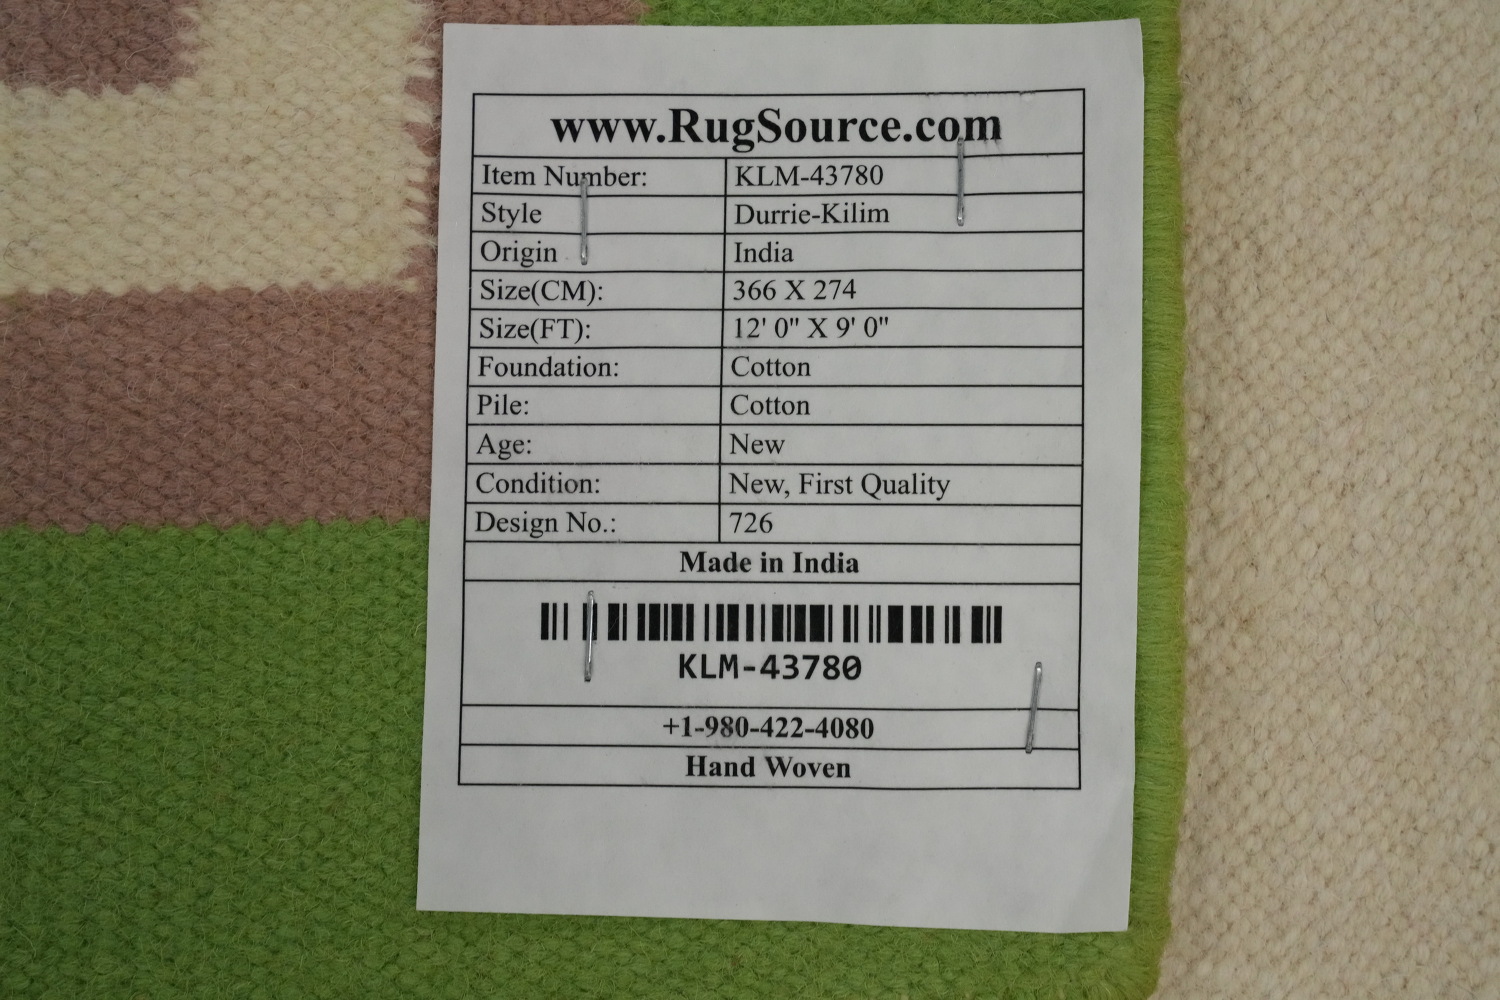 www.RugSource.com
Item Number: KLM-43780
Style Durrie-Kilim
Origin India
Size(CM): 366 X 274
Size(FT): 12' 0" X 9' 0"
Foundation: Cotton
Pile: Cotton
Age: New
Condition: New, First Quality
Design No.: 726
Made in India
KLM-43780
+1-980-422-4080
Hand Woven